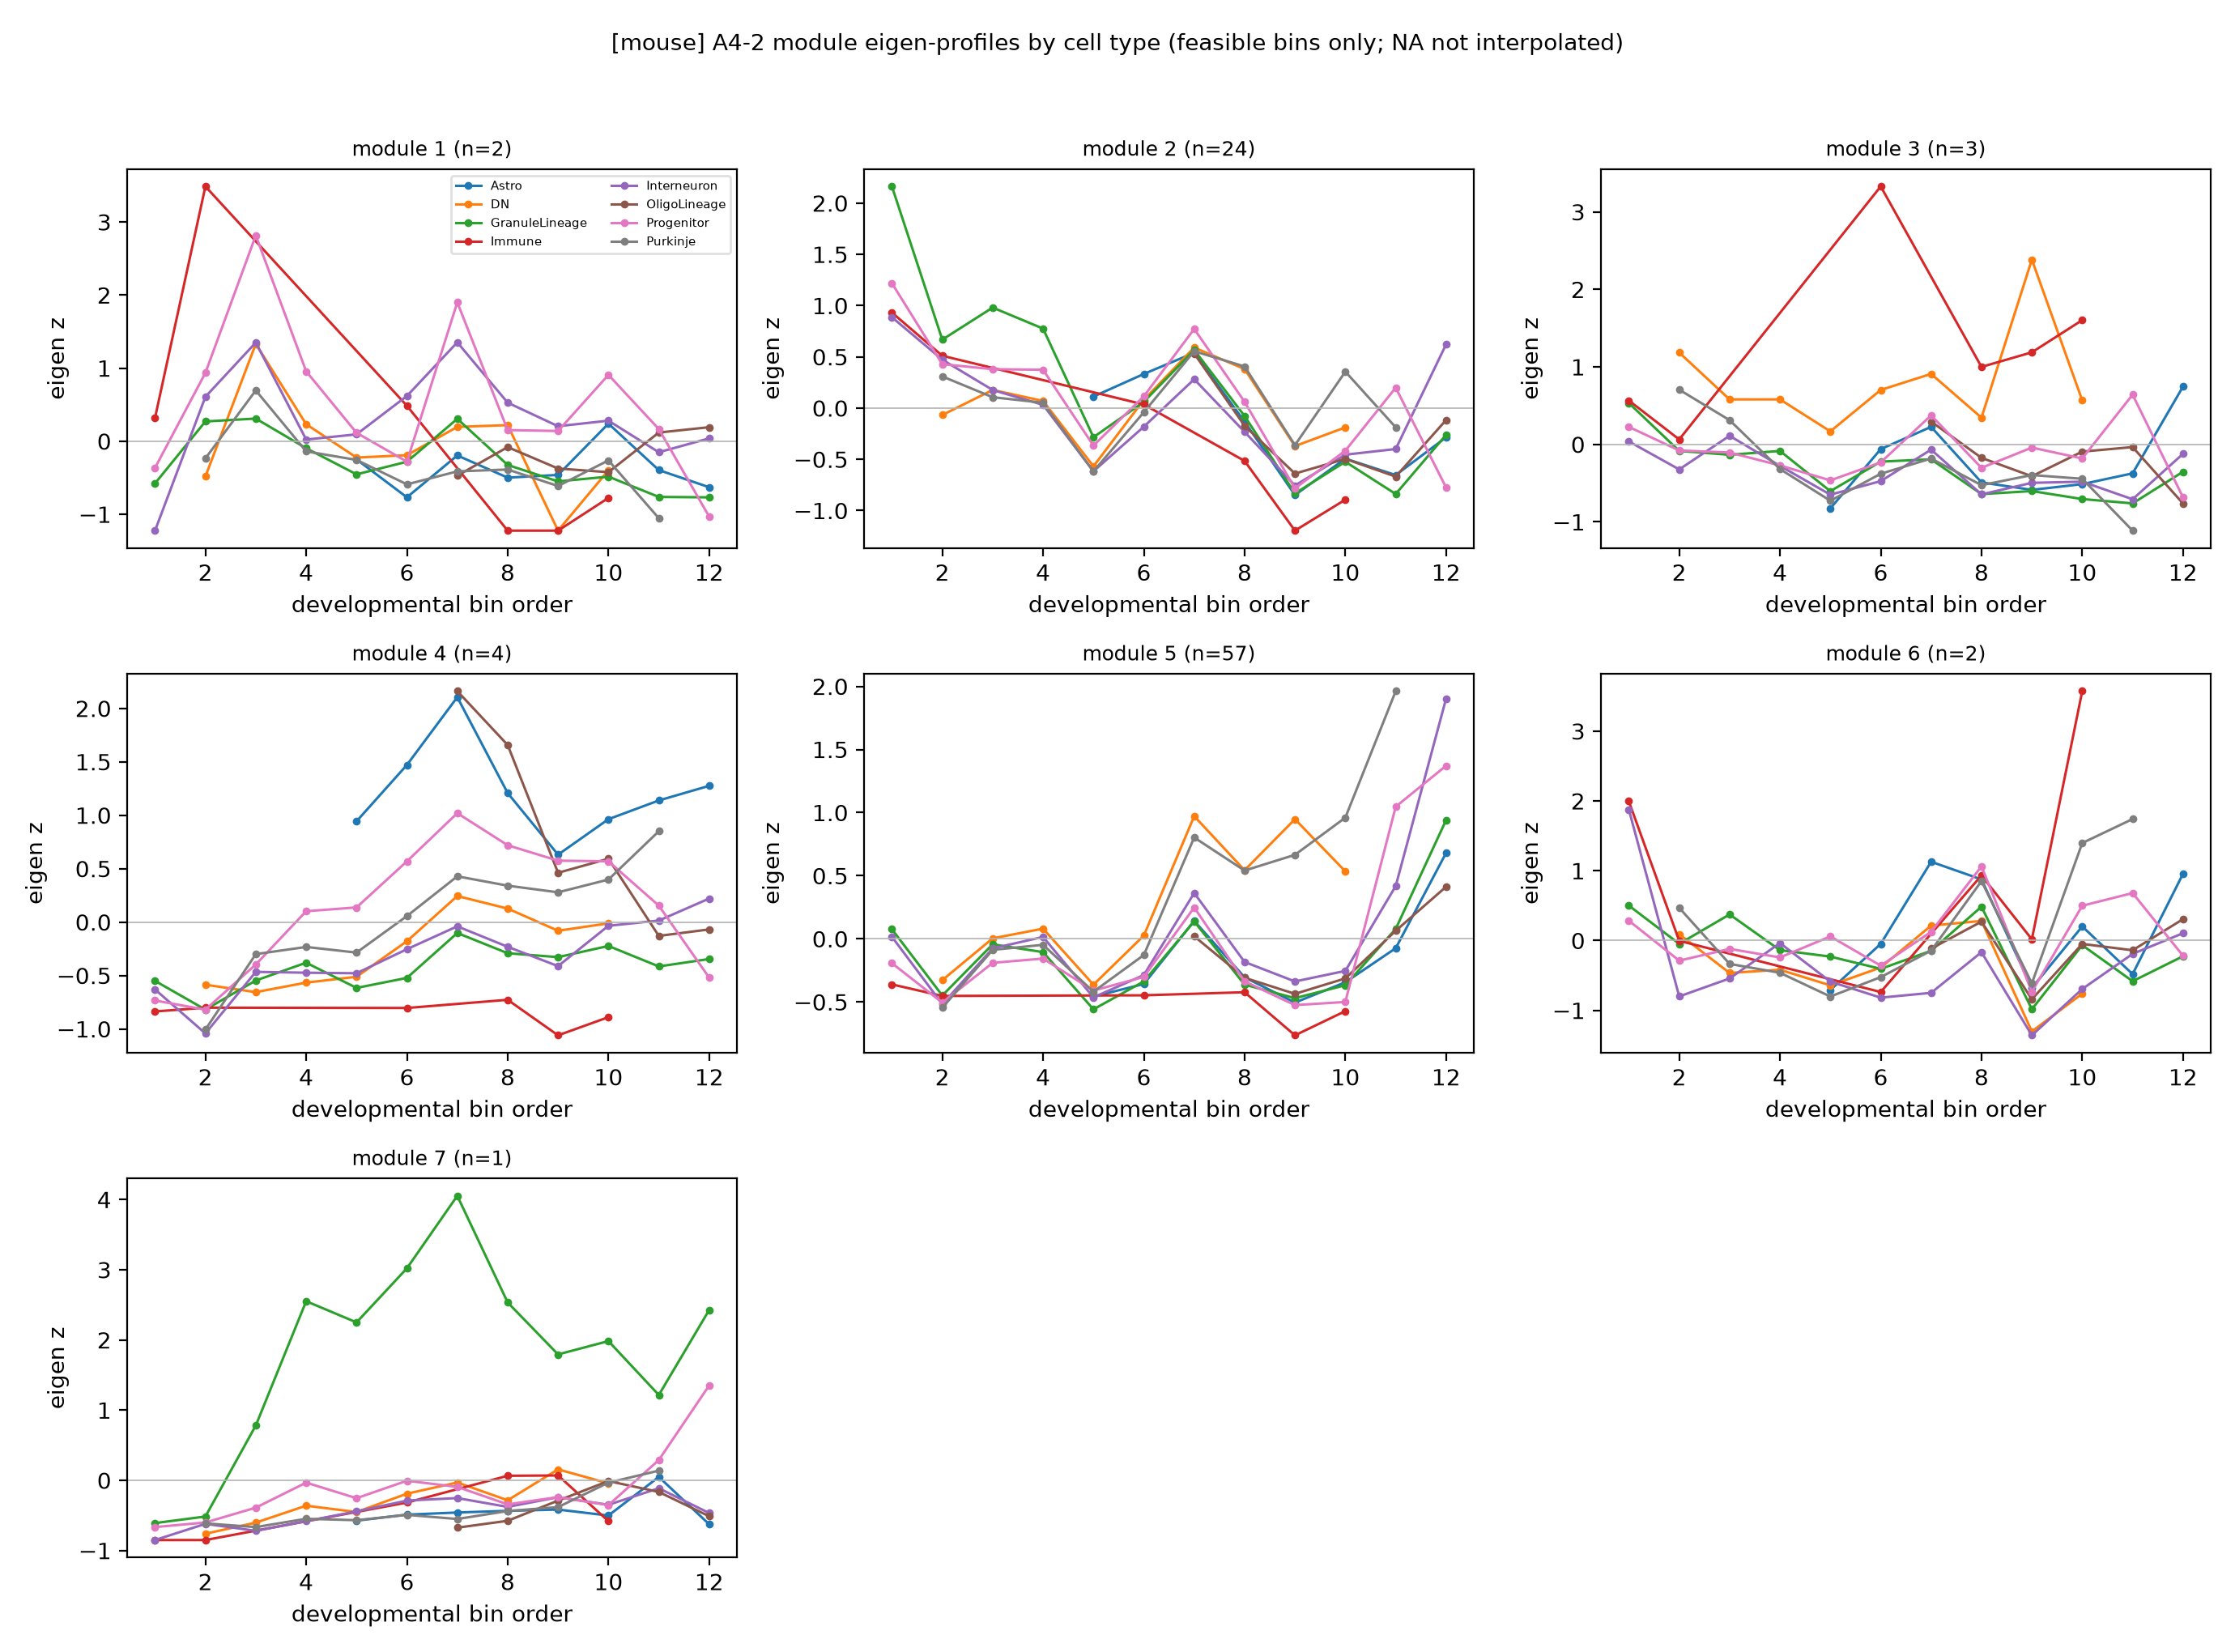 [mouse] A4-2 module eigen-profiles by cell type (feasible bins only; NA not interpolated)
module 1 (n=2)
Astro
DN
GranuleLineage
Immune
Interneuron
OligoLineage
Progenitor
Purkinje
3
2
1
0
−1
eigen z
2 4 6 8 10 12
developmental bin order
module 2 (n=24)
2.0
1.5
1.0
0.5
0.0
−0.5
−1.0
eigen z
2 4 6 8 10 12
developmental bin order
module 3 (n=3)
3
2
1
0
−1
eigen z
2 4 6 8 10 12
developmental bin order
module 4 (n=4)
2.0
1.5
1.0
0.5
0.0
−0.5
−1.0
eigen z
2 4 6 8 10 12
developmental bin order
module 5 (n=57)
2.0
1.5
1.0
0.5
0.0
−0.5
eigen z
2 4 6 8 10 12
developmental bin order
module 6 (n=2)
3
2
1
0
−1
eigen z
2 4 6 8 10 12
developmental bin order
module 7 (n=1)
4
3
2
1
0
−1
eigen z
2 4 6 8 10 12
developmental bin order